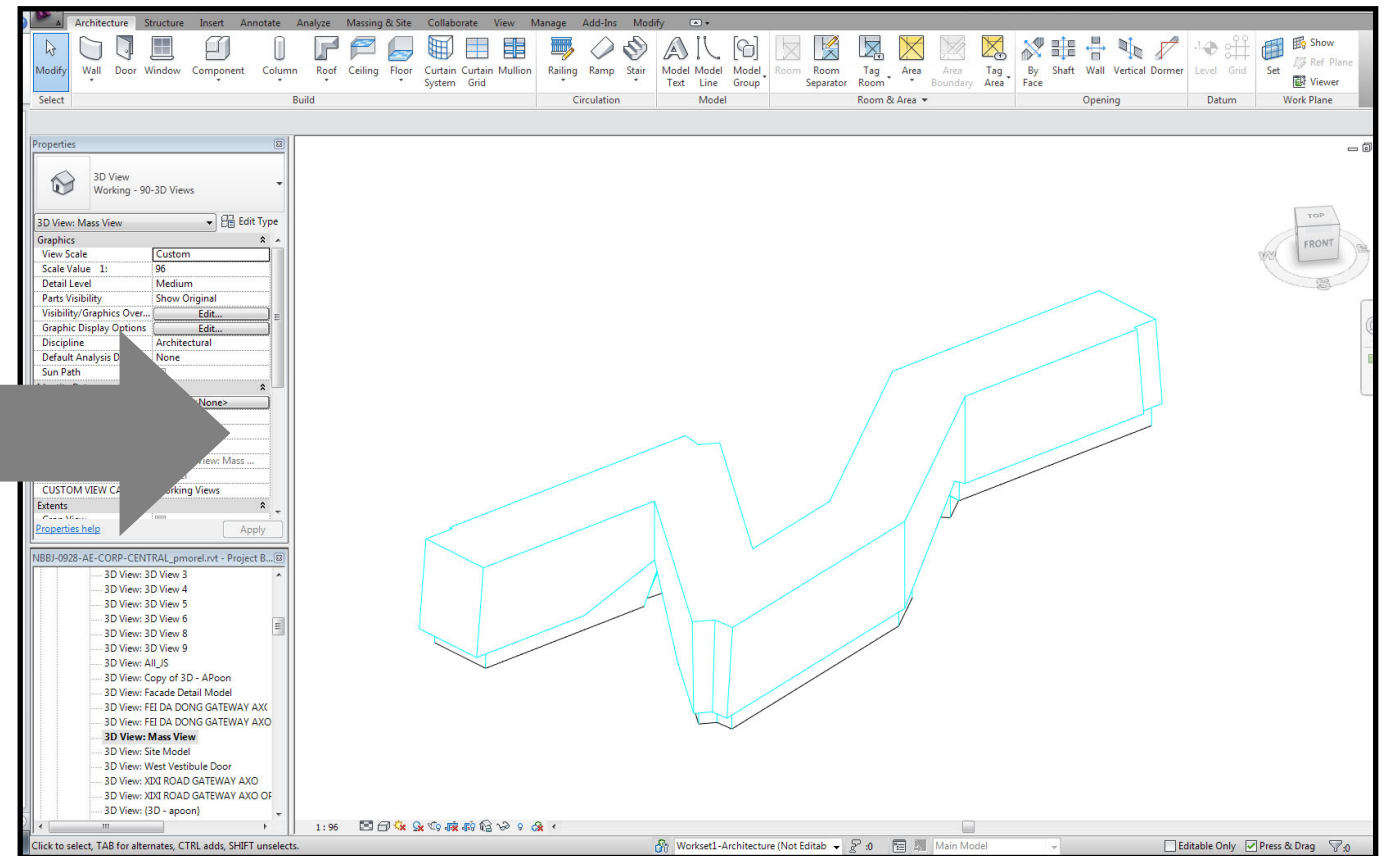 Architecture Structure Insert Annotate Analyze Massing & Site Collaborate View Manage Add-Ins Modify
Modify Wall Door Window Component Column Roof Ceiling Floor Curtain System Curtain Grid Mullion Railing Ramp Stair Model Text Model Line Model Group Room Room Separator Tag Room Area Area Boundary Tag Area By Face Shaft Wall Vertical Dormer Level Grid Set Show
Ref Plane
Viewer
Select Build Circulation Model Room & Area Opening Datum Work Plane
Properties
3D View
Working - 90-3D Views
3D View: Mass View Edit Type
Graphics
View Scale Custom
Scale Value 1: 96
Detail Level Medium
Parts Visibility Show Original
Visibility/Graphics Over... Edit...
Graphic Display Options Edit...
Discipline Architectural
Default Analysis D None
Sun Path
None>
iew: Mass ...
CUSTOM VIEW CA rking Views
Extents
Properties help Apply
NBBJ-0928-AE-CORP-CENTRAL_pmorel.rvt - Project B...
3D View: 3D View 3
3D View: 3D View 4
3D View: 3D View 5
3D View: 3D View 6
3D View: 3D View 8
3D View: 3D View 9
3D View: All_JS
3D View: Copy of 3D - APoon
3D View: Facade Detail Model
3D View: FEI DA DONG GATEWAY AXO
3D View: FEI DA DONG GATEWAY AXO
3D View: Mass View
3D View: Site Model
3D View: West Vestibule Door
3D View: XIXI ROAD GATEWAY AXO
3D View: XIXI ROAD GATEWAY AXO OP
3D View: {3D - apoon}
TOP
FRONT
W
S
1 : 96
Click to select, TAB for alternates, CTRL adds, SHIFT unselects. Workset1-Architecture (Not Editab :0 Main Model Editable Only Press & Drag :0